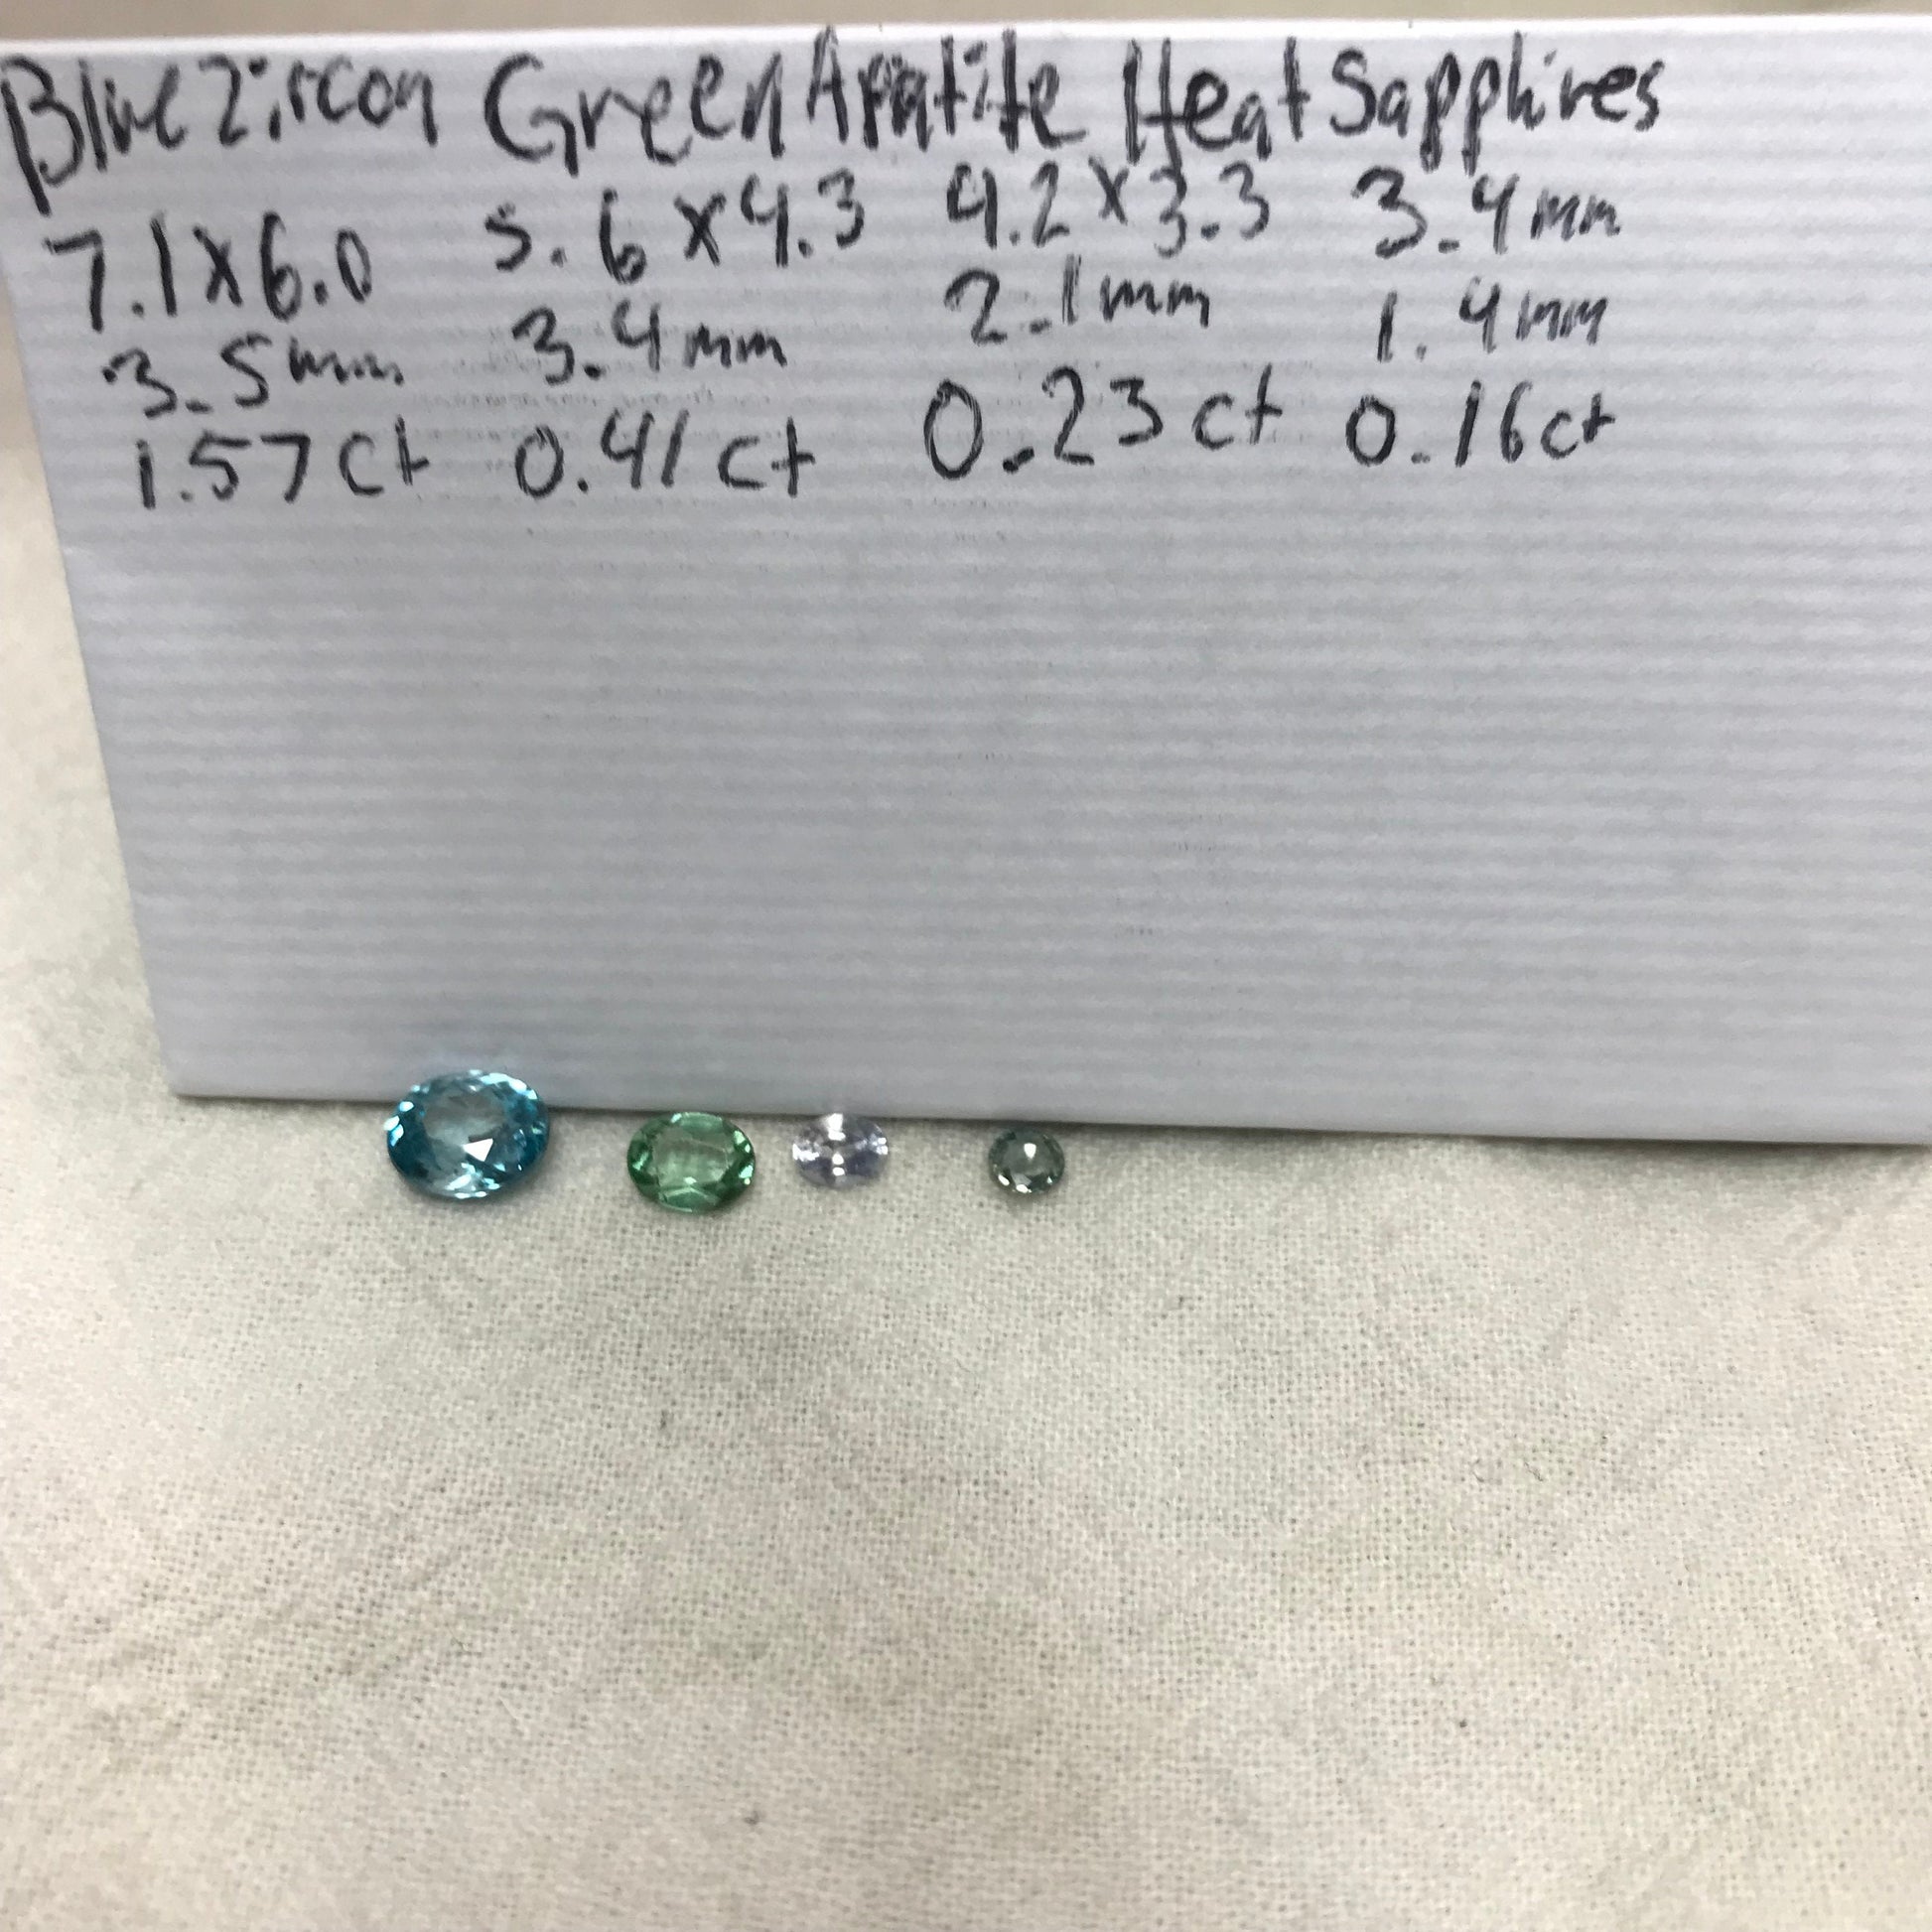 Blue Zircon Green Apatite Heat Sapphires
7.1x6.0 5.6x4.3 4.2x3.3 3.4mm
3.5mm 3.4mm 2.1mm 1.4mm
1.57ct 0.41ct 0.23ct 0.16ct